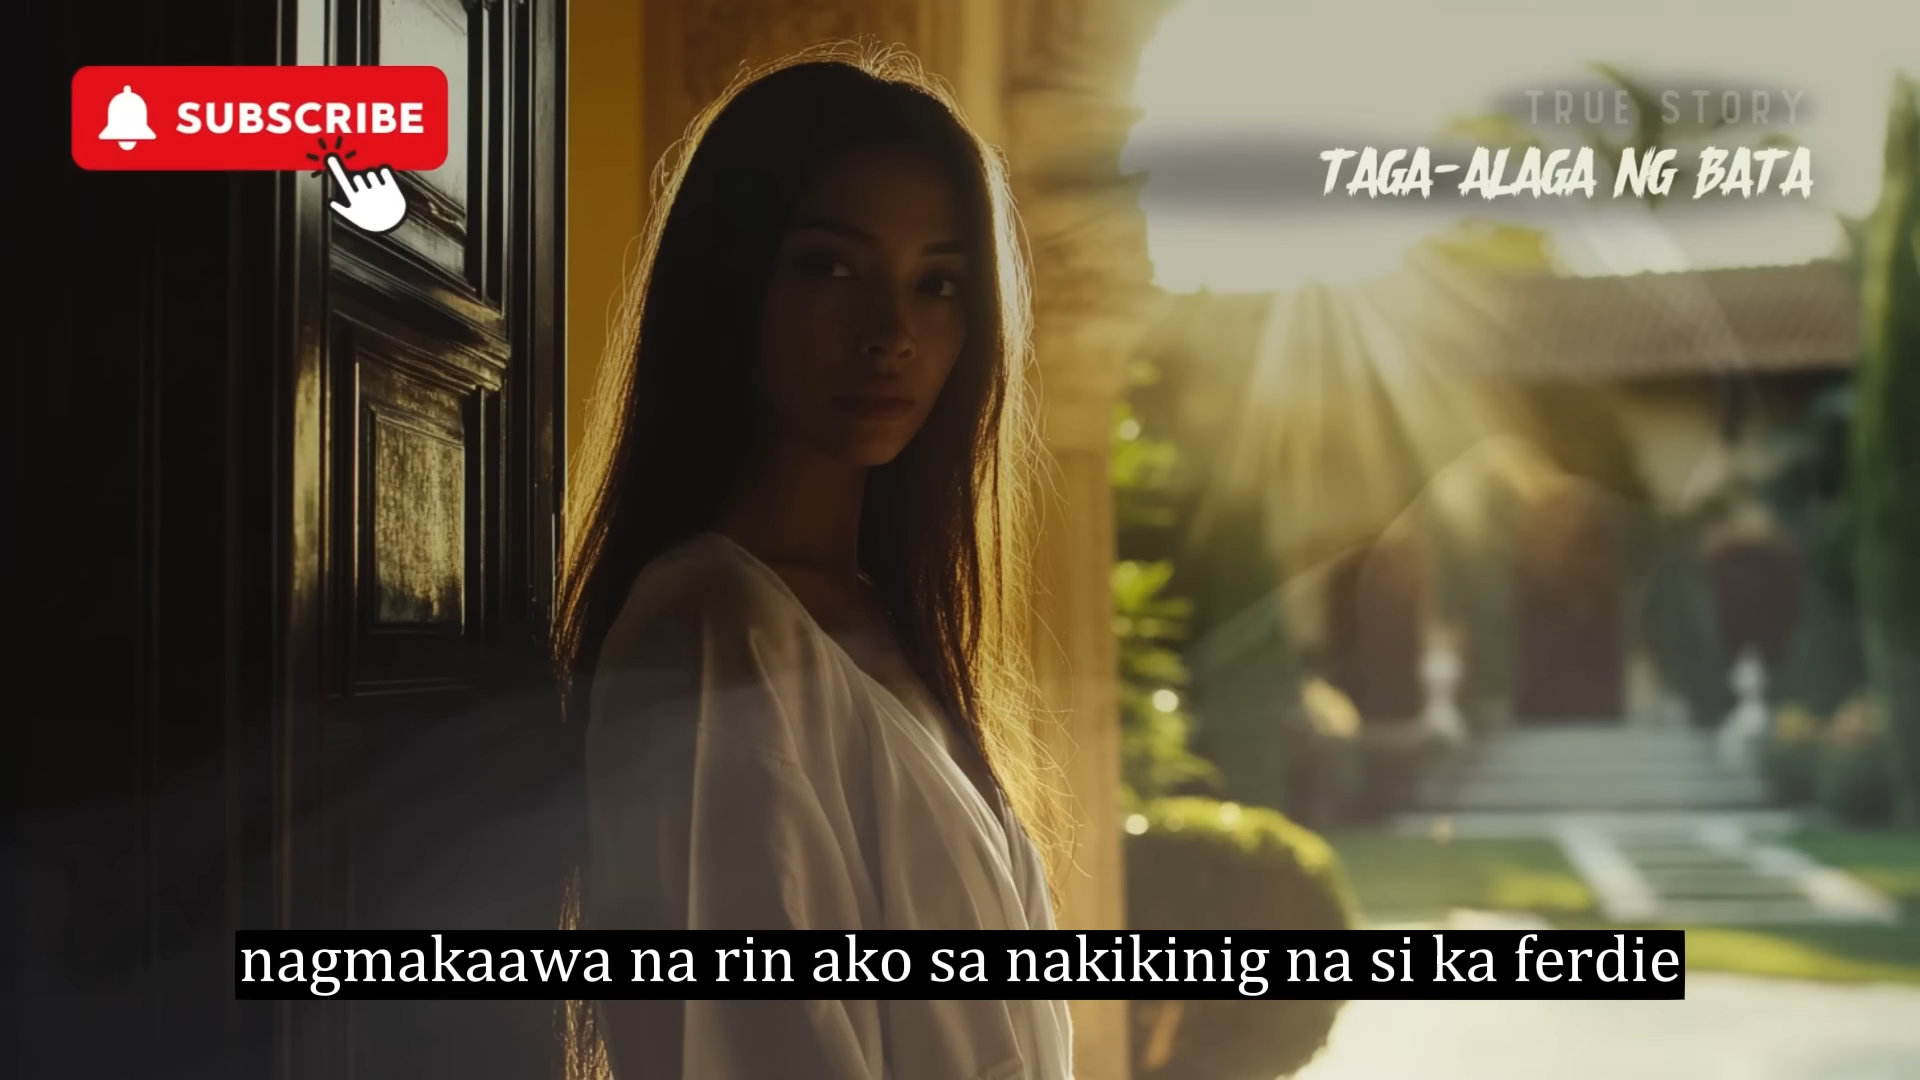 SUBSCRIBE
TRUE STORY
TAGA-ALAGA NG BATA
nagmakaawa na rin ako sa nakikinig na si ka ferdie